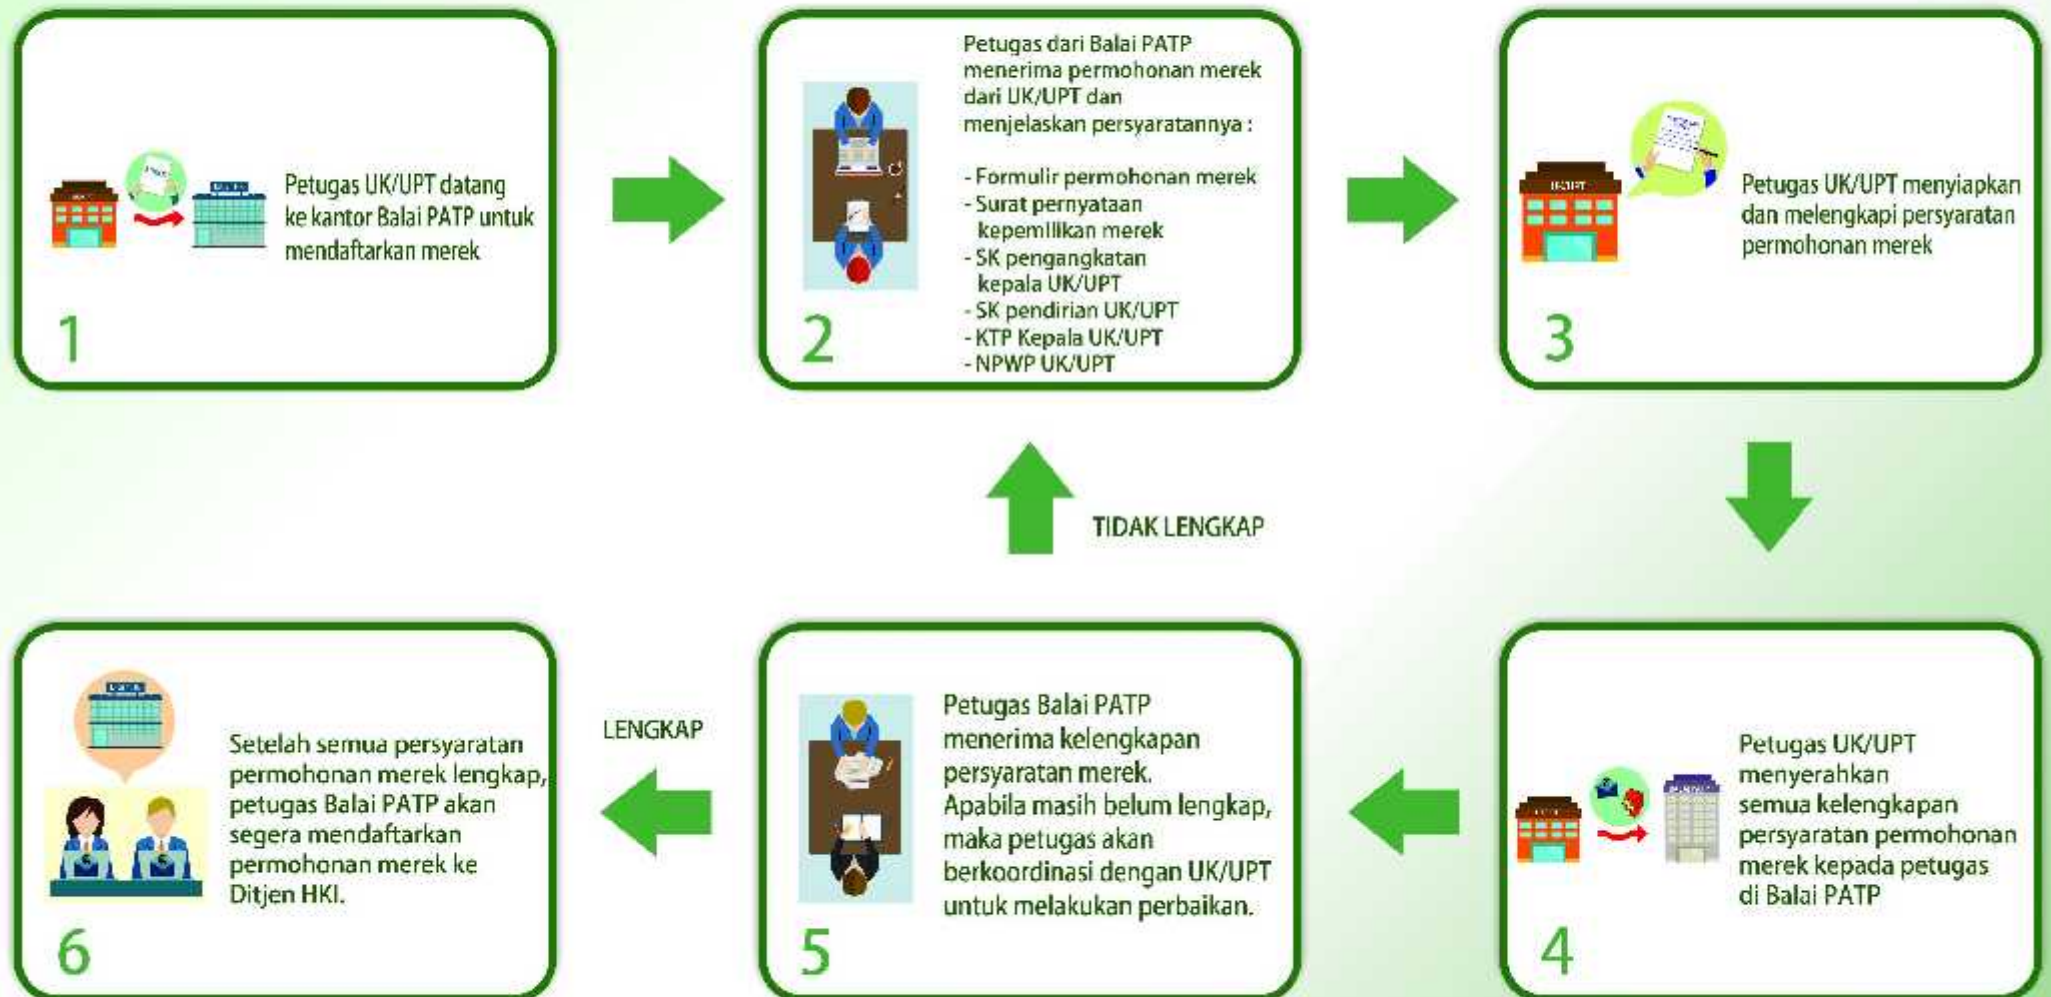 Petugas UK/UPT datang
ke kantor Balai PATP untuk
mendaftarkan merek
1
Petugas dari Balai PATP
menerima permohonan merek
dari UK/UPT dan
menjelaskan persyaratannya :
- Formulir permohonan merek
- Surat pernyataan
kepemilikan merek
- SK pengangkatan
kepala UK/UPT
- SK pendirian UK/UPT
- KTP Kepala UK/UPT
- NPWP UK/UPT
2
UK/UPT
Petugas UK/UPT menyiapkan
dan melengkapi persyaratan
permohonan merek
3
TIDAK LENGKAP
Setelah semua persyaratan
permohonan merek lengkap,
petugas Balai PATP akan
segera mendaftarkan
permohonan merek ke
Ditjen HKI.
6
LENGKAP
Petugas Balai PATP
menerima kelengkapan
persyaratan merek.
Apabila masih belum lengkap,
maka petugas akan
berkoordinasi dengan UK/UPT
untuk melakukan perbaikan.
5
Petugas UK/UPT
menyerahkan
semua kelengkapan
persyaratan permohonan
merek kepada petugas
di Balai PATP
4